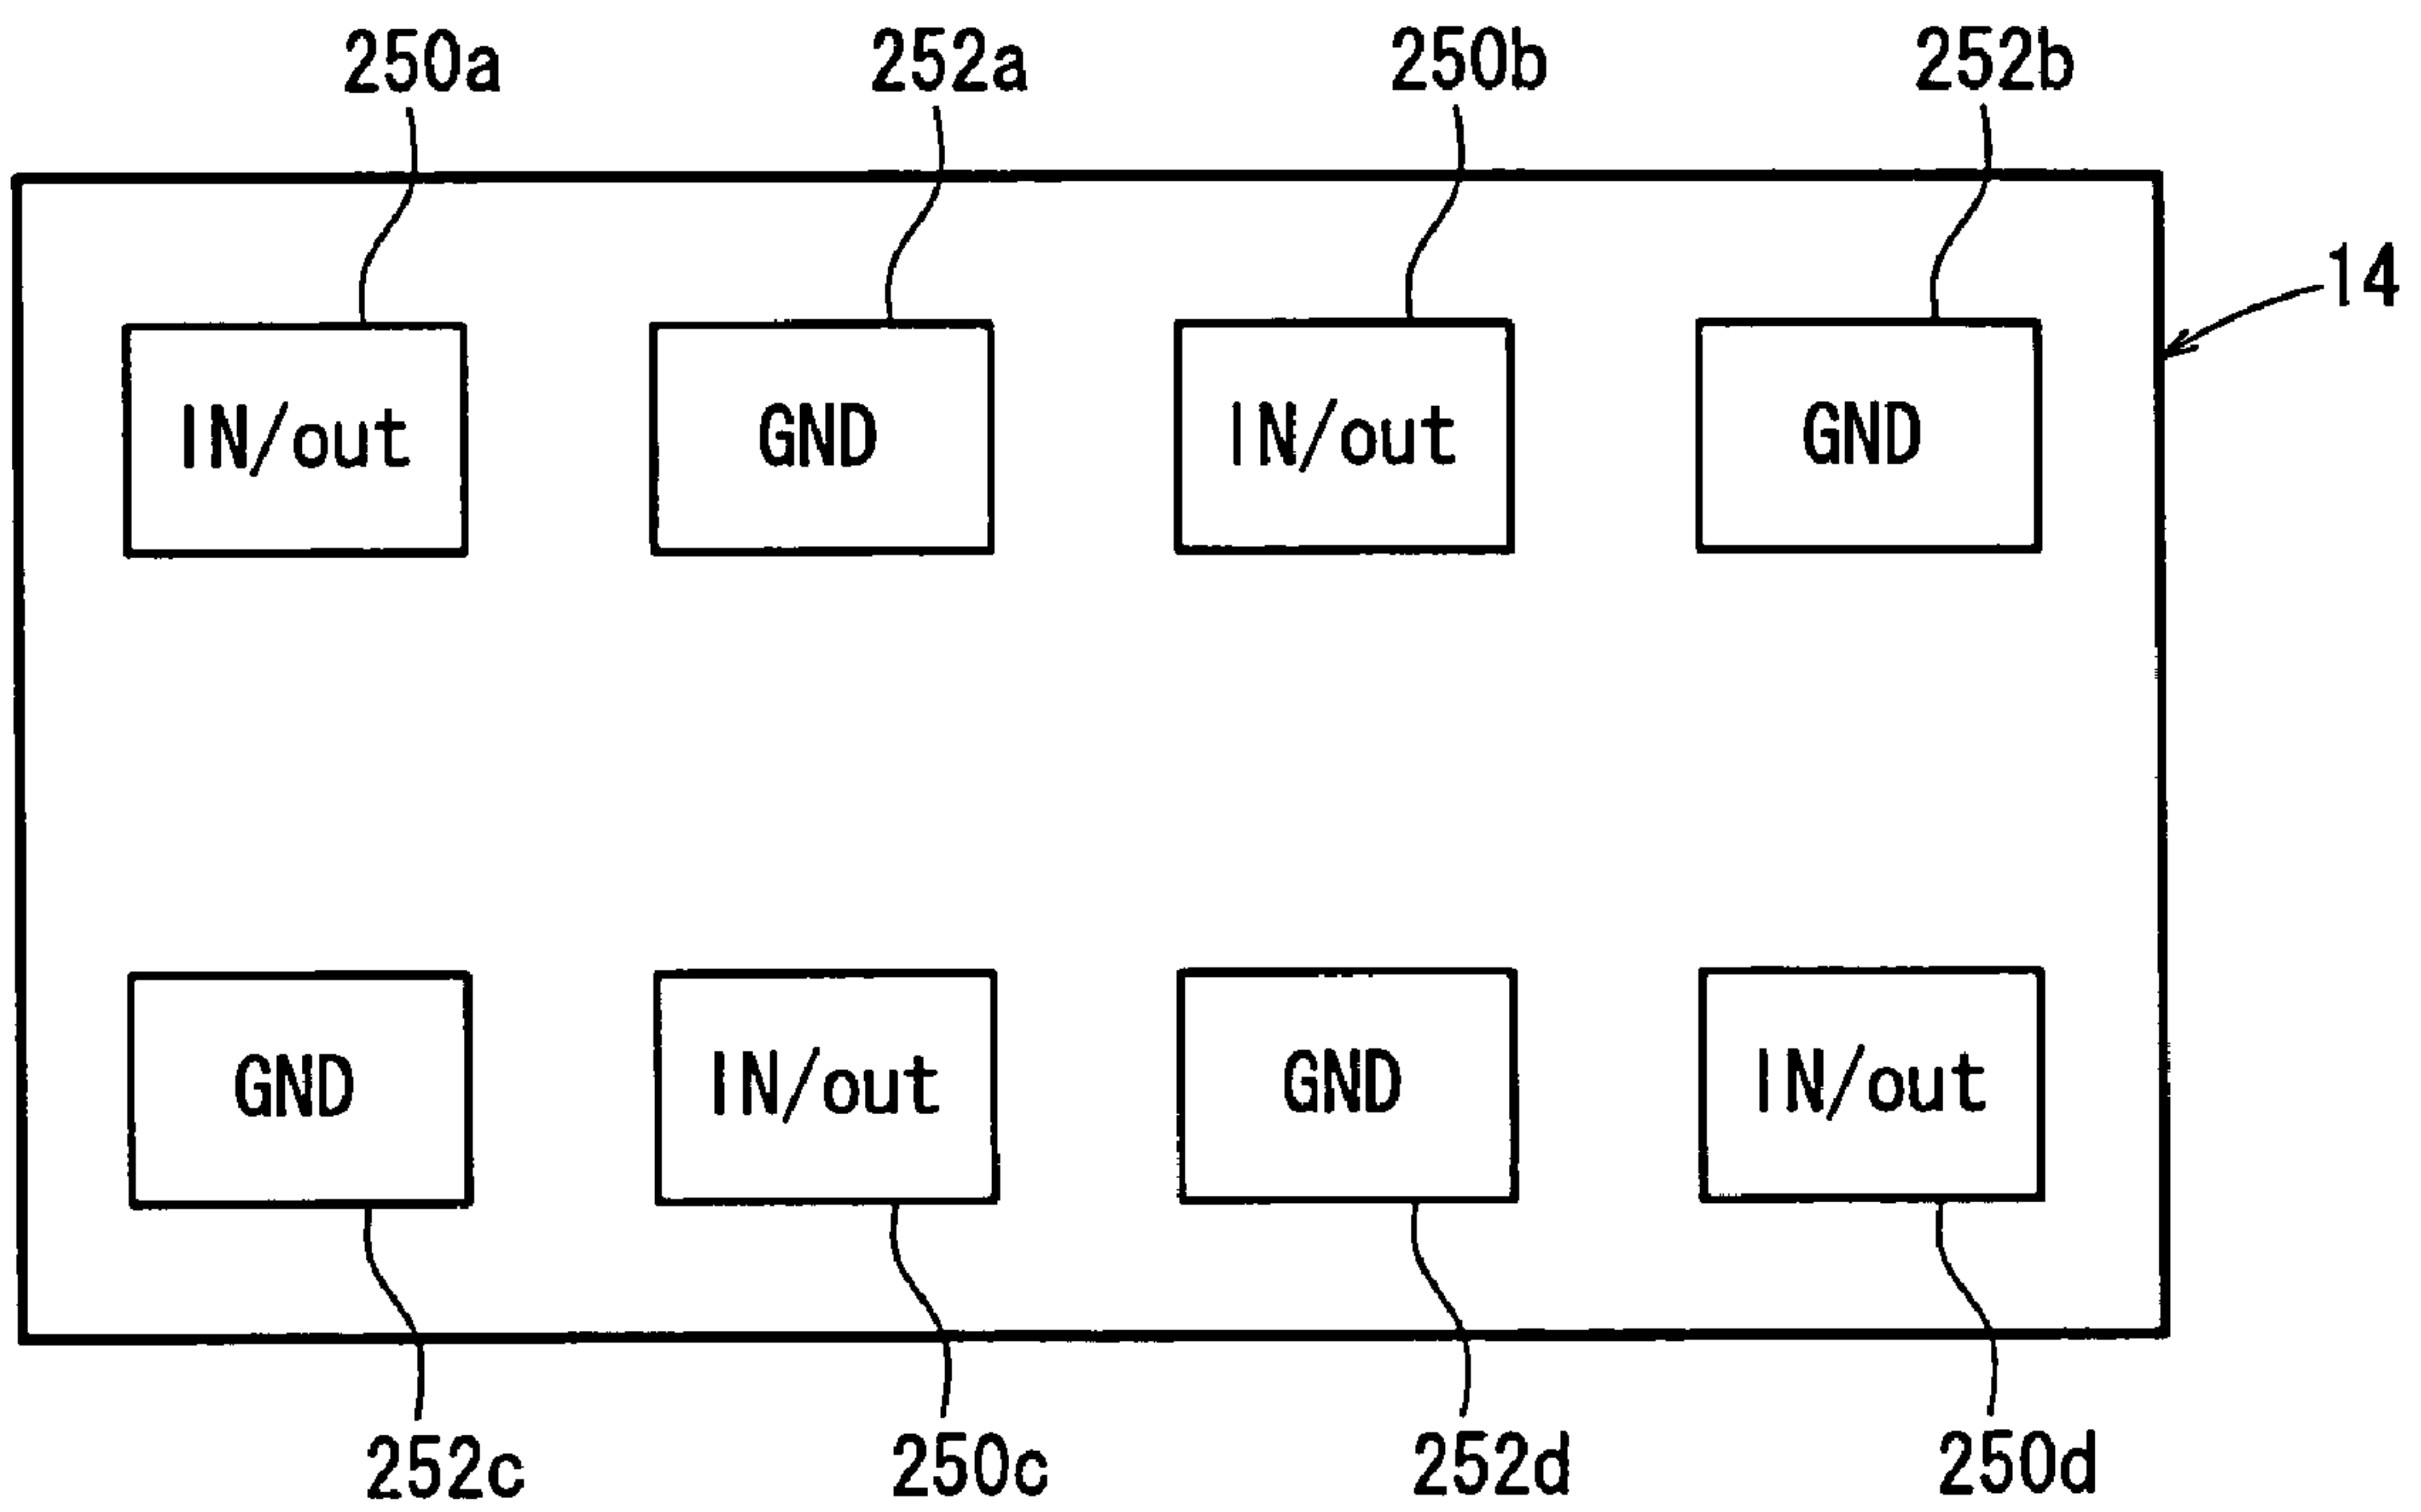 250a 252a 250b 252b
14
IN/out GND IN/out GND
GND IN/out GND IN/out
252c 250c 252d 250d